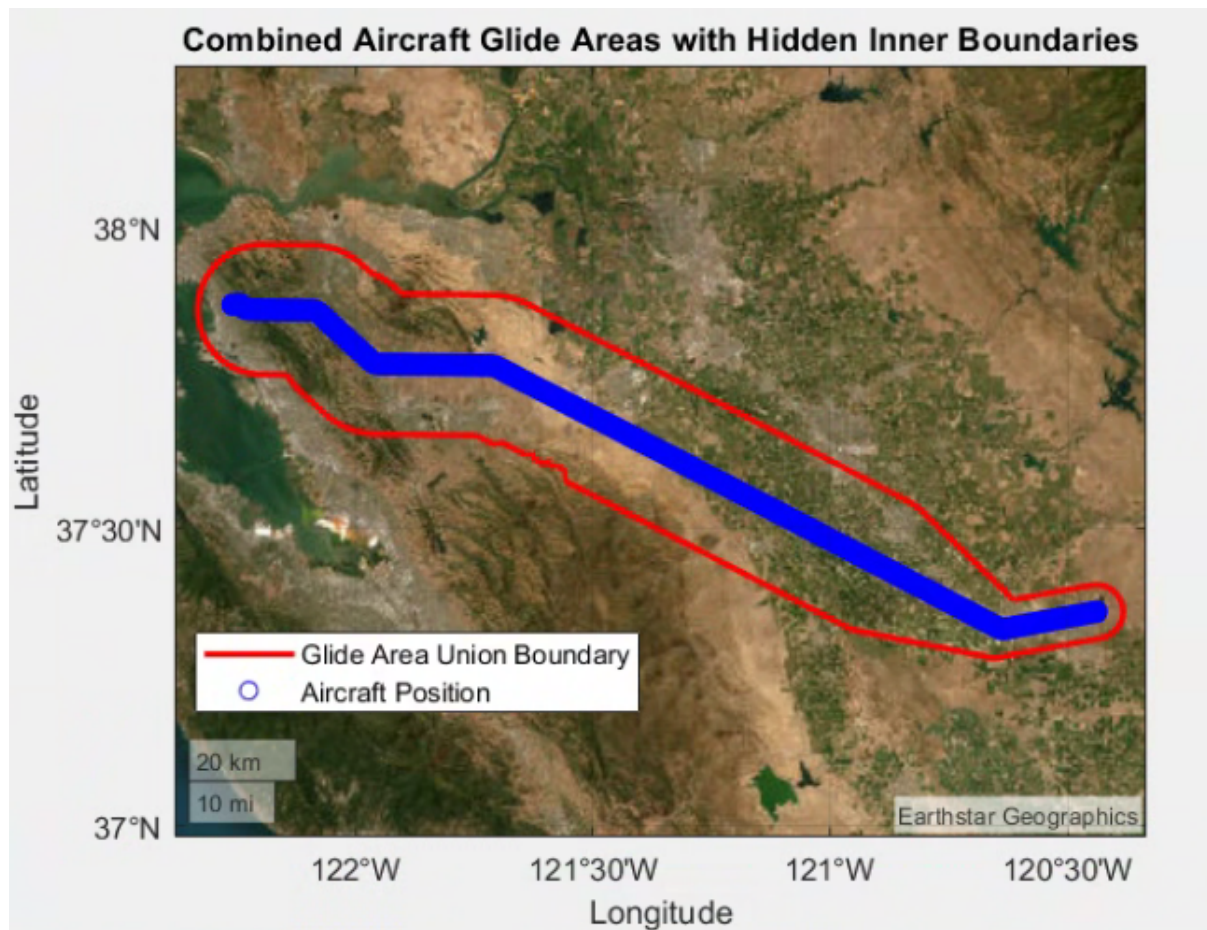 Combined Aircraft Glide Areas with Hidden Inner Boundaries
38°N
37°30'N
37°N
Latitude
Glide Area Union Boundary
Aircraft Position
20 km
10 mi
Earthstar Geographics
122°W
121°30'W
121°W
120°30'W
Longitude